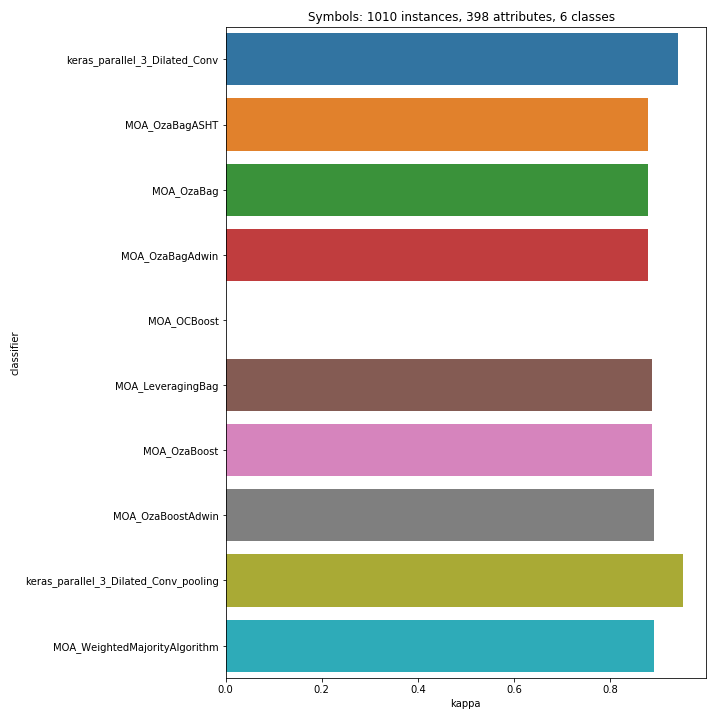 Symbols: 1010 instances, 398 attributes, 6 classes
classifier
keras_parallel_3_Dilated_Conv
MOA_OzaBagASHT
MOA_OzaBag
MOA_OzaBagAdwin
MOA_OCBoost
MOA_LeveragingBag
MOA_OzaBoost
MOA_OzaBoostAdwin
keras_parallel_3_Dilated_Conv_pooling
MOA_WeightedMajorityAlgorithm
0.0 0.2 0.4 0.6 0.8
kappa